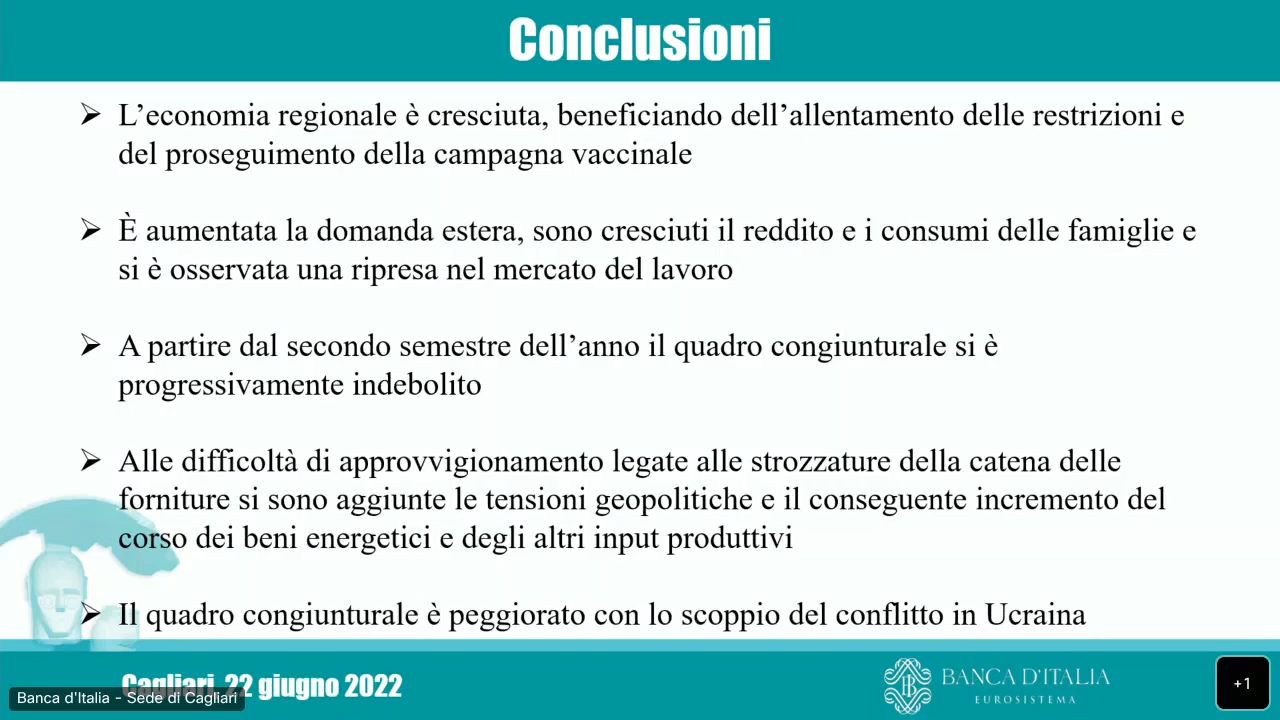 Conclusioni
➢ L’economia regionale è cresciuta, beneficiando dell’allentamento delle restrizioni e
del proseguimento della campagna vaccinale
➢ È aumentata la domanda estera, sono cresciuti il reddito e i consumi delle famiglie e
si è osservata una ripresa nel mercato del lavoro
➢ A partire dal secondo semestre dell’anno il quadro congiunturale si è
progressivamente indebolito
➢ Alle difficoltà di approvvigionamento legate alle strozzature della catena delle
forniture si sono aggiunte le tensioni geopolitiche e il conseguente incremento del
corso dei beni energetici e degli altri input produttivi
➢ Il quadro congiunturale è peggiorato con lo scoppio del conflitto in Ucraina
Cagliari, 22 giugno 2022
Banca d'Italia - Sede di Cagliari
BANCA D'ITALIA
EUROSISTEMA
+1